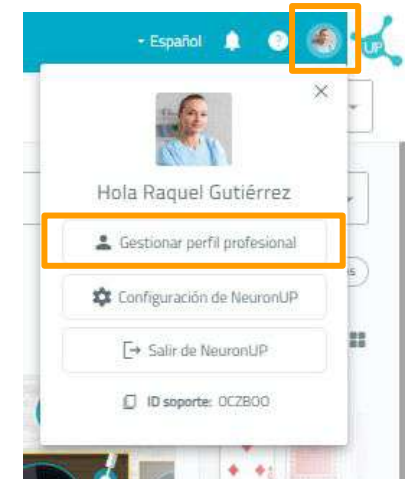 Español
UP
Hola Raquel Gutiérrez
Gestionar perfil profesional
Configuración de NeuronUP
Salir de NeuronUP
ID soporte: OCZBOO